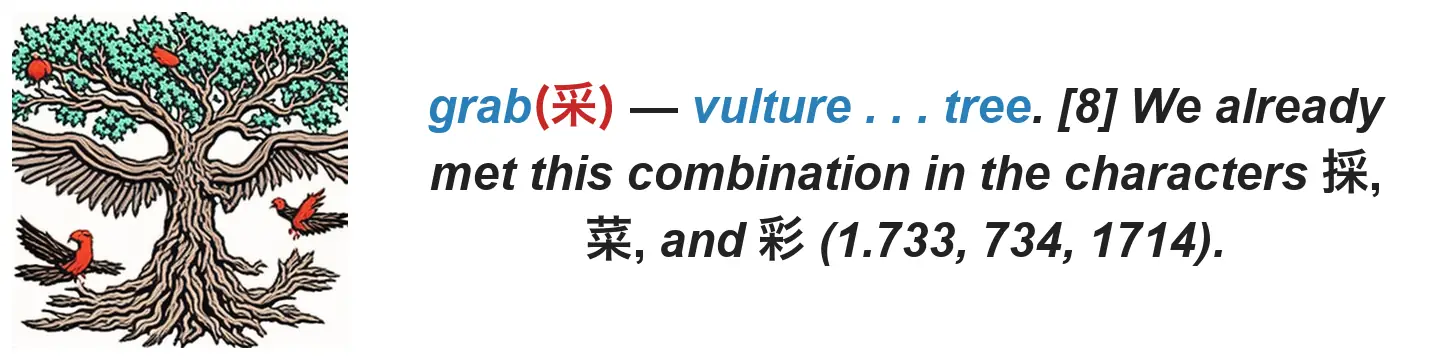 grab(采) — vulture . . . tree. [8] We already
met this combination in the characters 採,
菜, and 彩 (1.733, 734, 1714).